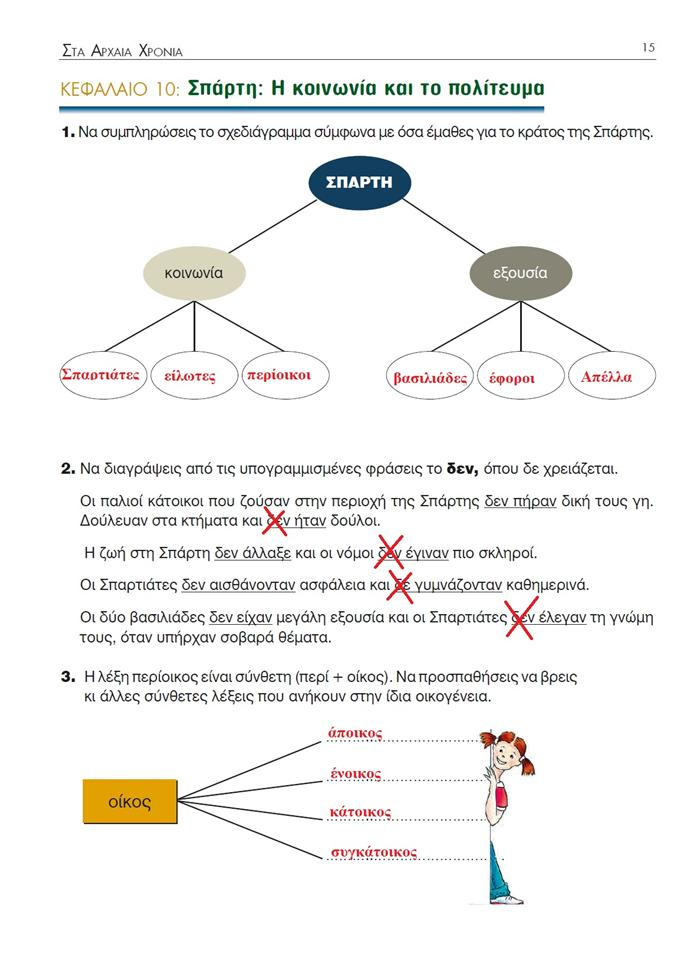 ΣΤΑ ΑΡΧΑΙΑ ΧΡΟΝΙΑ
15
ΚΕΦΑΛΑΙΟ 10: Σπάρτη: Η κοινωνία και το πολίτευμα
1. Να συμπληρώσεις το σχεδιάγραμμα σύμφωνα με όσα έμαθες για το κράτος της Σπάρτης.
ΣΠΑΡΤΗ
κοινωνία
εξουσία
Σπαρτιάτες είλωτες περίοικοι βασιλιάδες έφοροι Απέλλα
2. Να διαγράψεις από τις υπογραμμισμένες φράσεις το δεν, όπου δε χρειάζεται.
Οι παλιοί κάτοικοι που ζούσαν στην περιοχή της Σπάρτης δεν πήραν δική τους γη.
Δούλευαν στα κτήματα και δεν ήταν δούλοι.
Η ζωή στη Σπάρτη δεν άλλαξε και οι νόμοι δεν έγιναν πιο σκληροί.
Οι Σπαρτιάτες δεν αισθάνονταν ασφάλεια και δε γυμνάζονταν καθημερινά.
Οι δύο βασιλιάδες δεν είχαν μεγάλη εξουσία και οι Σπαρτιάτες δεν έλεγαν τη γνώμη
τους, όταν υπήρχαν σοβαρά θέματα.
3. Η λέξη περίοικος είναι σύνθετη (περί + οίκος). Να προσπαθήσεις να βρεις
κι άλλες σύνθετες λέξεις που ανήκουν στην ίδια οικογένεια.
οίκος
άποικος
ένοικος
κάτοικος
συγκάτοικος